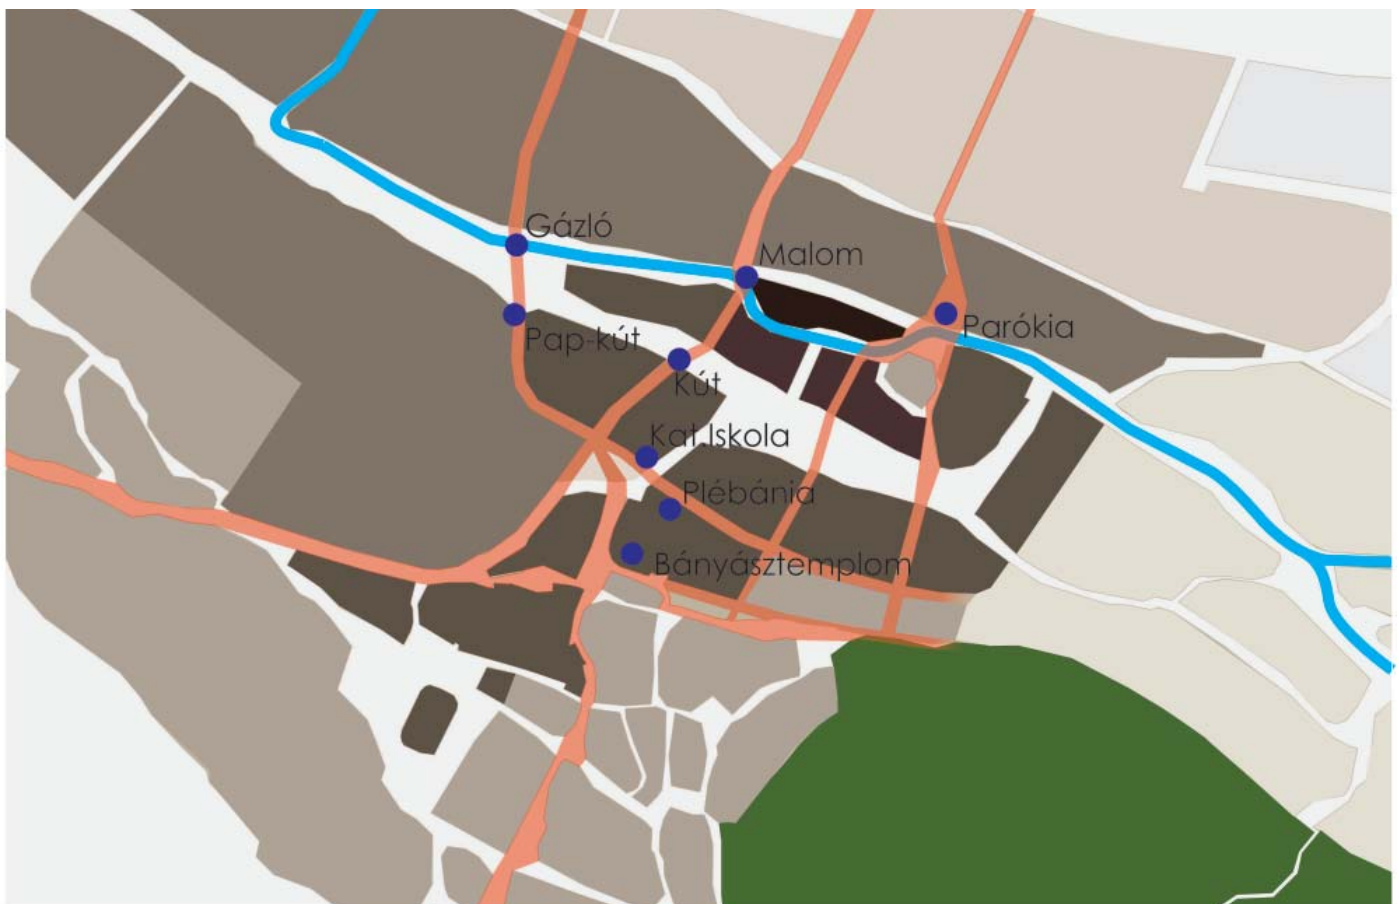 Gázló
Malom
Parókia
Pap-kút
Kút
Kat.Iskola
Plébánia
Bányásztemplom